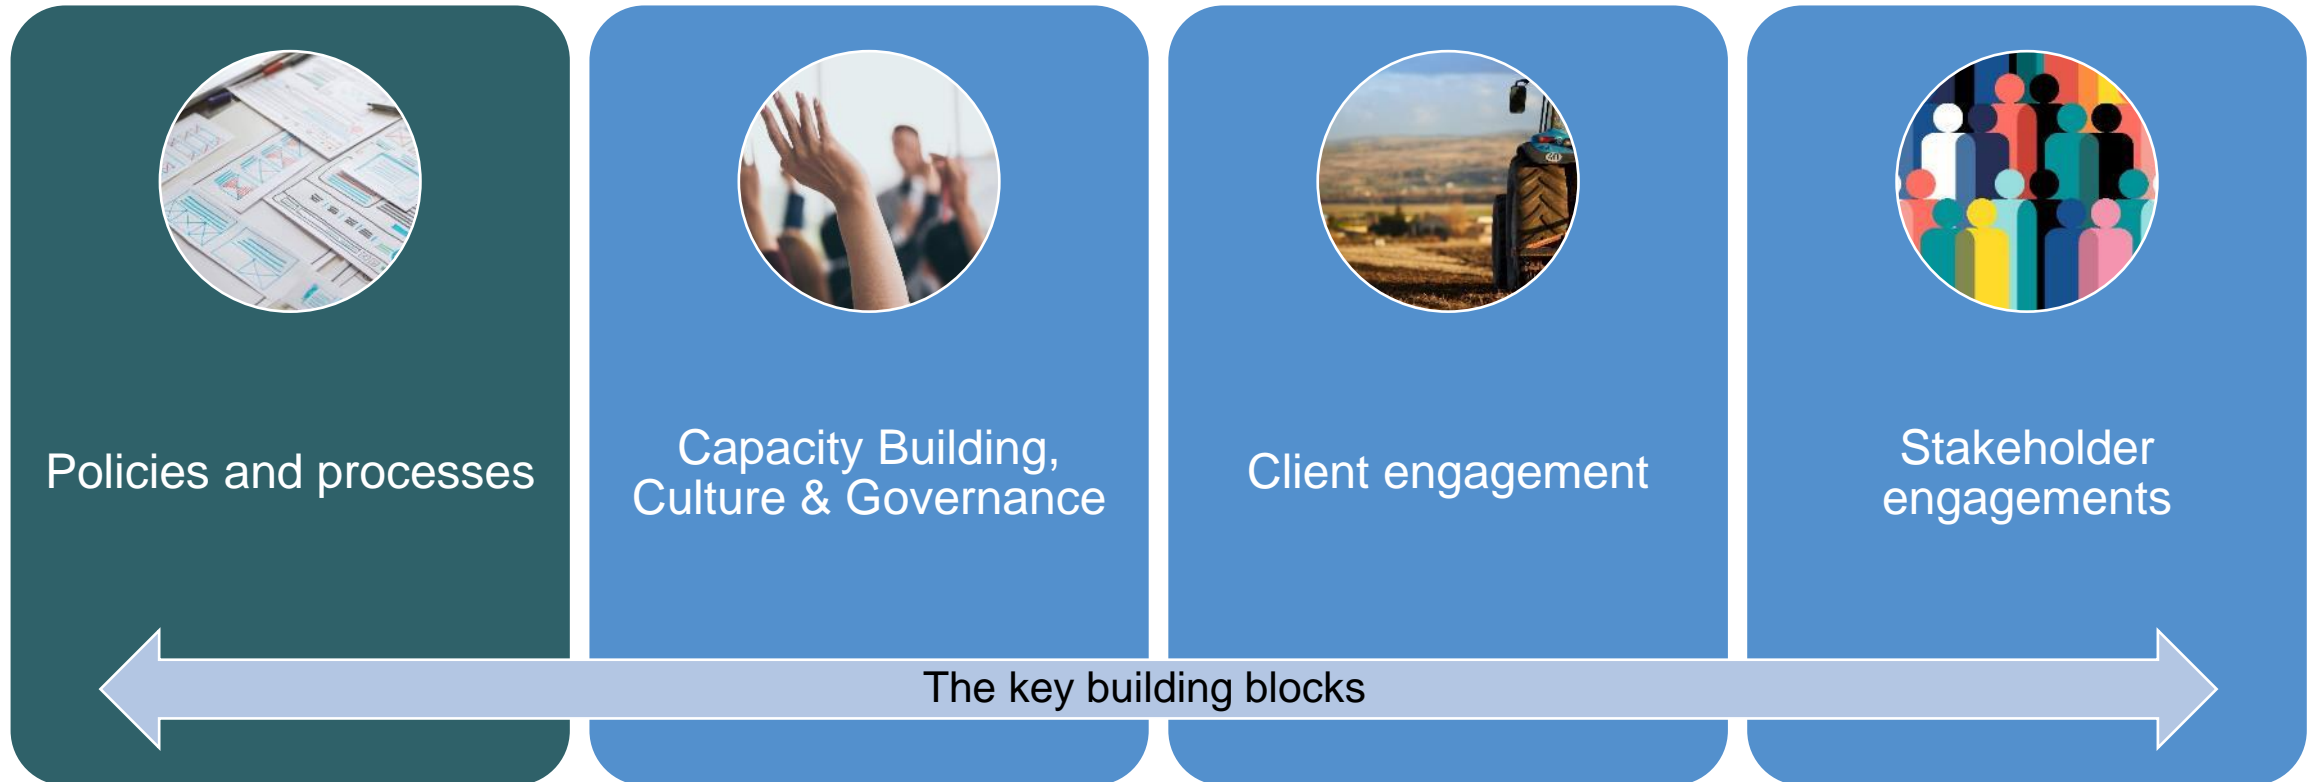 Policies and processes
Capacity Building,
Culture & Governance
Client engagement
Stakeholder
engagements
The key building blocks